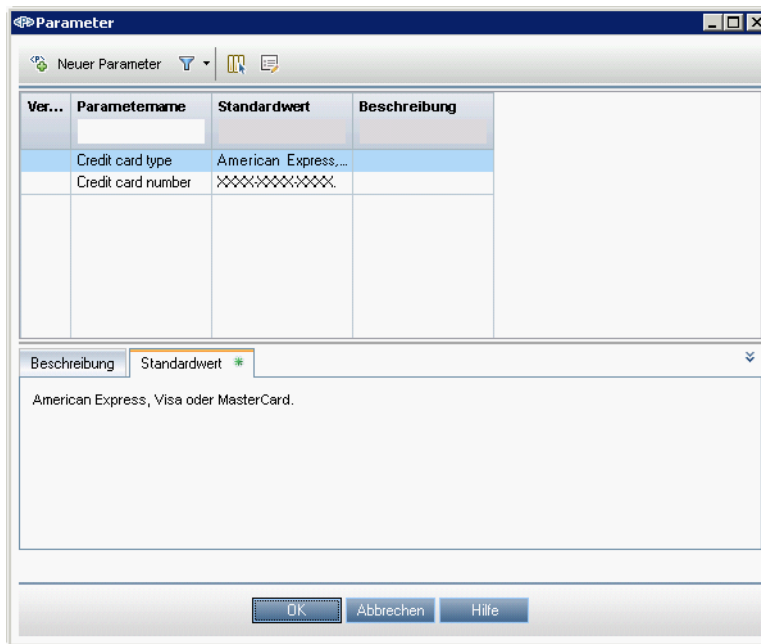 Parameter
Neuer Parameter
Ver... Parametername Standardwert Beschreibung
Credit card type American Express,...
Credit card number XXXX-XXXX-XXXX.
Beschreibung Standardwert *
American Express, Visa oder MasterCard.
OK Abbrechen Hilfe